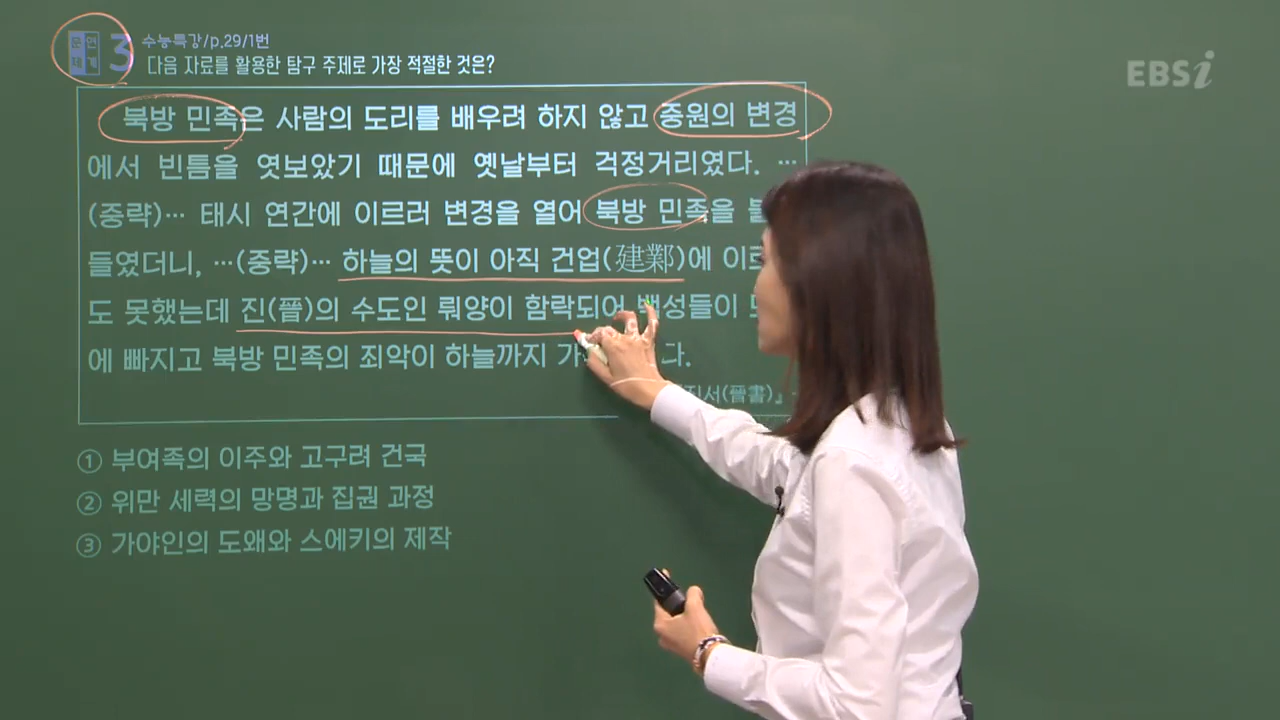 문 연
제 계
3
수능특강/p.29/1번
다음 자료를 활용한 탐구 주제로 가장 적절한 것은?
EBSi
북방 민족은 사람의 도리를 배우려 하지 않고 중원의 변경
에서 빈틈을 엿보았기 때문에 옛날부터 걱정거리였다. …
(중략)… 태시 연간에 이르러 변경을 열어 북방 민족을
들였더니, …(중략)… 하늘의 뜻이 아직 건업(建鄴)에
도 못했는데 진(晉)의 수도인 뤄양이 함락되어 백성들이
에 빠지고 북방 민족의 죄악이 하늘까지
진서(晉書)』
① 부여족의 이주와 고구려 건국
② 위만 세력의 망명과 집권 과정
③ 가야인의 도왜와 스에키의 제작